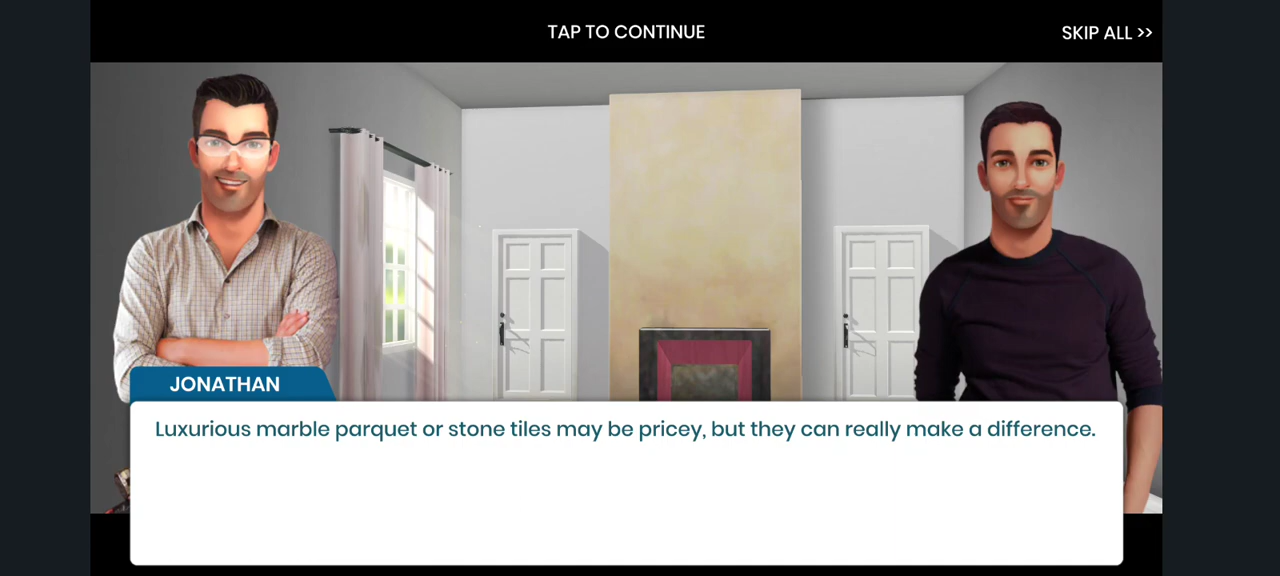 TAP TO CONTINUE
SKIP ALL >>
JONATHAN
Luxurious marble parquet or stone tiles may be pricey, but they can really make a difference.